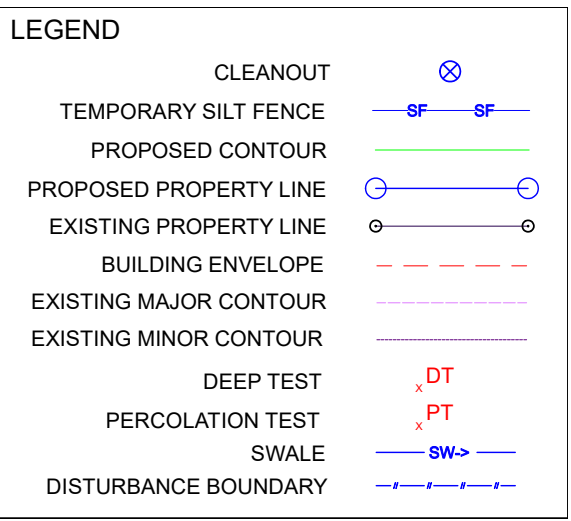 LEGEND
CLEANOUT
TEMPORARY SILT FENCE SF SF
PROPOSED CONTOUR
PROPOSED PROPERTY LINE
EXISTING PROPERTY LINE
BUILDING ENVELOPE
EXISTING MAJOR CONTOUR
EXISTING MINOR CONTOUR
DEEP TEST x DT
PERCOLATION TEST x PT
SWALE SW->
DISTURBANCE BOUNDARY // // // //